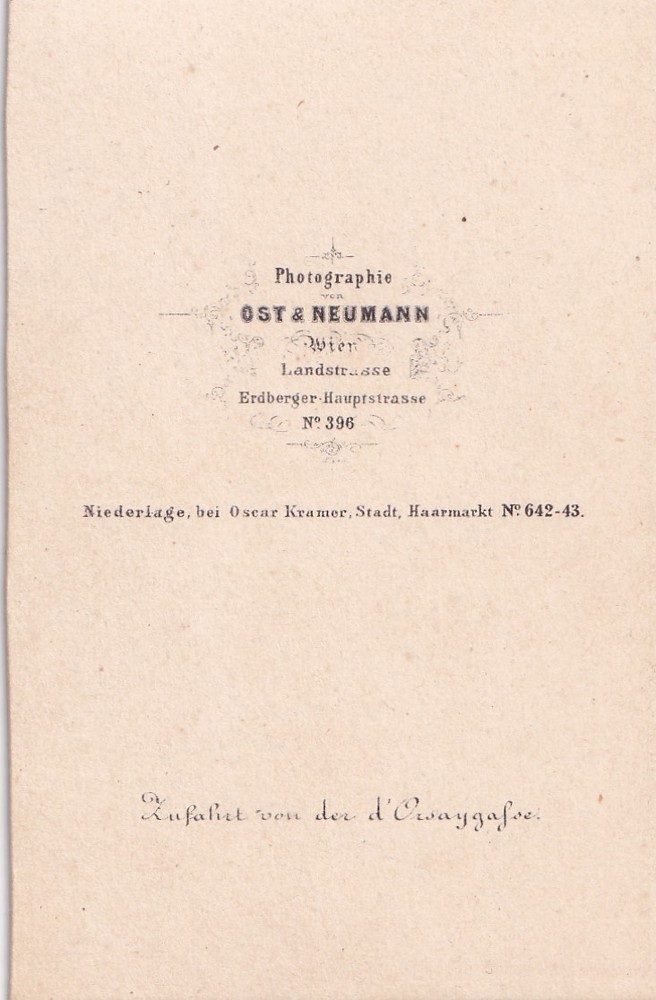 Photographie
von
OST & NEUMANN
Wien
Landstrasse
Erdberger-Hauptstrasse
Nº 396
Niederlage, bei Oscar Kramer, Stadt, Haarmarkt Nº 642-43.
Zufahrt von der d'Orsaygaſse.